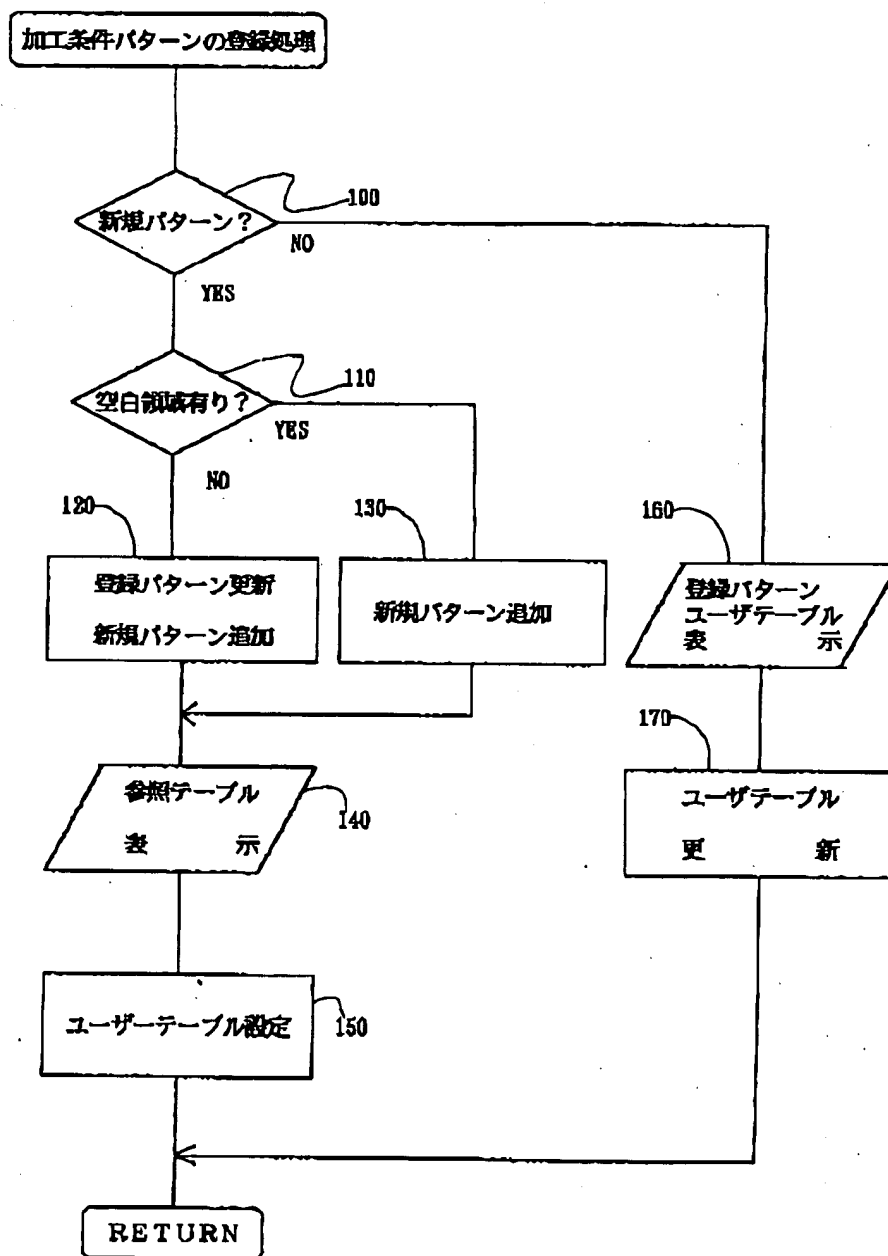 加工条件パターンの登録処理
新規パターン?
100
NO
YES
空白領域有り?
110
YES
NO
120
登録パターン更新
新規パターン追加
130
新規パターン追加
160
登録パターン
ユーザテーブル
表 示
参照テーブル
表 示
140
170
ユーザテーブル
更 新
ユーザーテーブル設定
150
RETURN